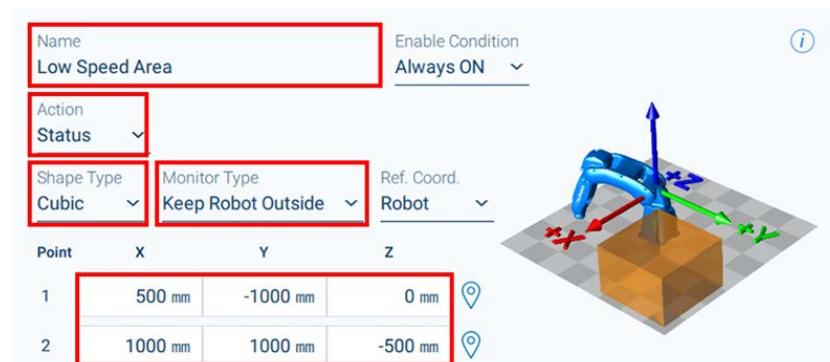 Name
Low Speed Area
Enable Condition
Always ON
i
Action
Status
Shape Type
Cubic
Monitor Type
Keep Robot Outside
Ref. Coord.
Robot
Point X Y Z
1 500 mm -1000 mm 0 mm
2 1000 mm 1000 mm -500 mm
+Z
+X
+Y